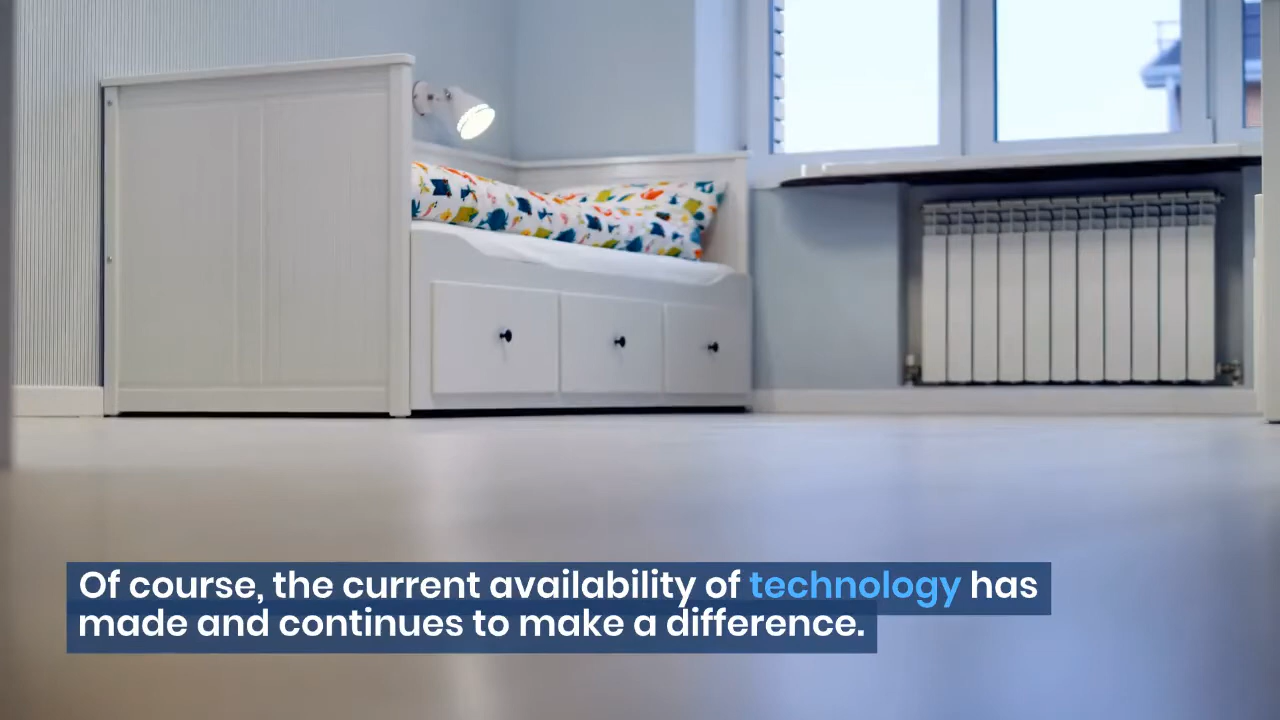 Of course, the current availability of technology has
made and continues to make a difference.